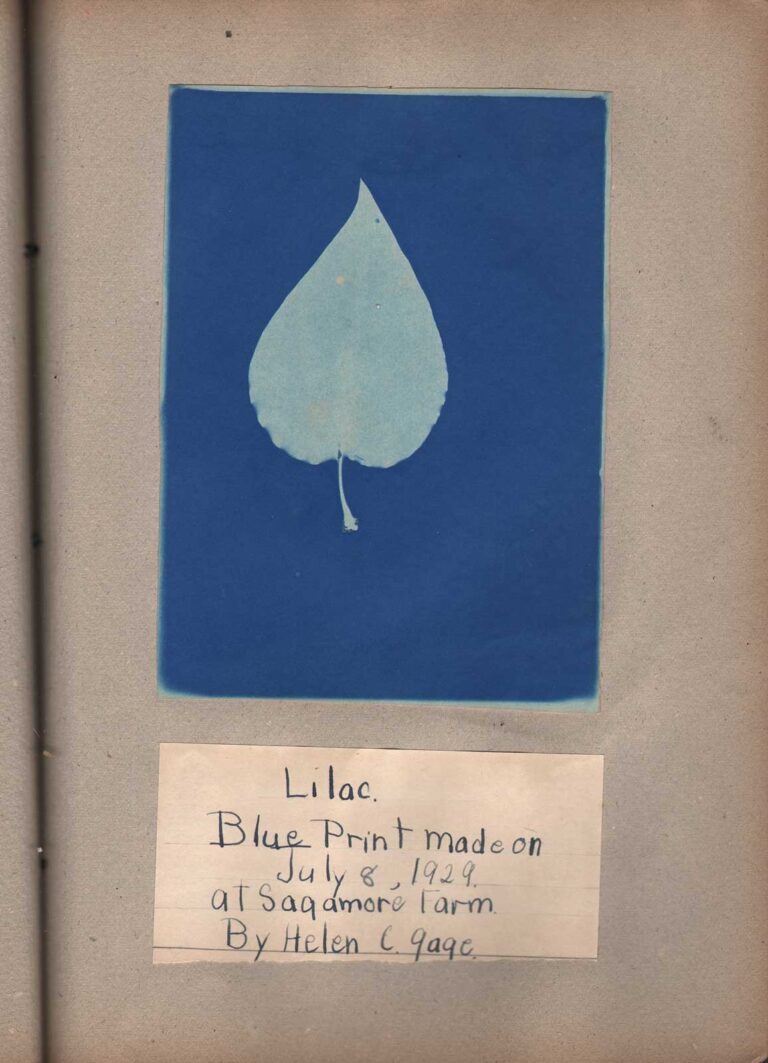 Lilac.
Blue Print made on
July 8, 1929.
at Sagamore Farm.
By Helen C. Gage.